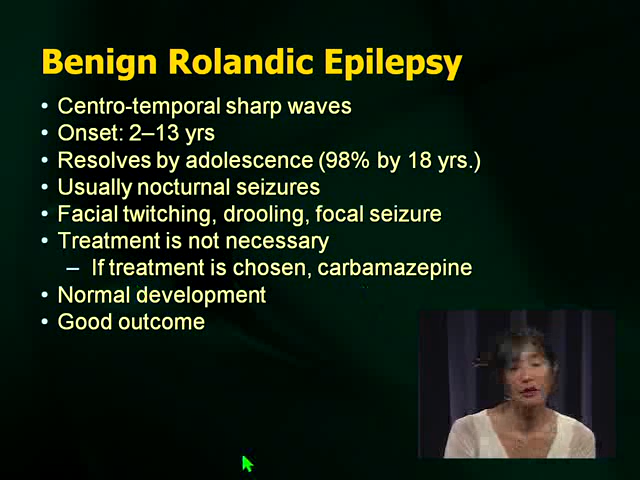 Benign Rolandic Epilepsy
• Centro-temporal sharp waves
• Onset: 2–13 yrs
• Resolves by adolescence (98% by 18 yrs.)
• Usually nocturnal seizures
• Facial twitching, drooling, focal seizure
• Treatment is not necessary
– If treatment is chosen, carbamazepine
• Normal development
• Good outcome